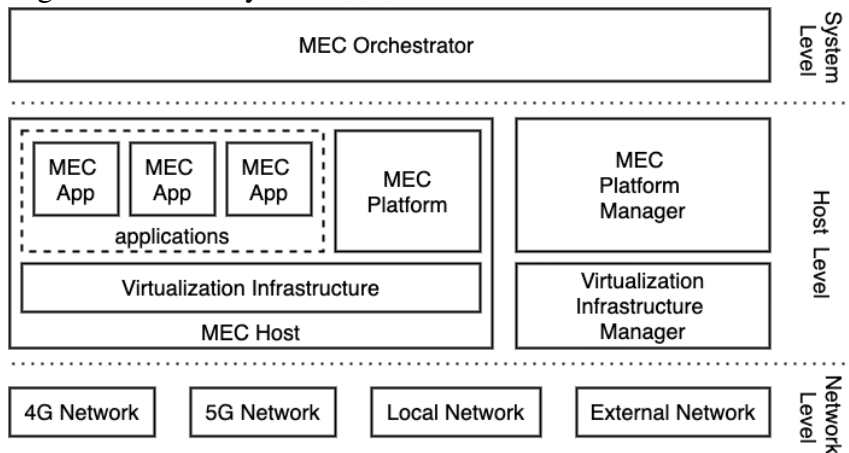 MEC Orchestrator
System
Level
MEC
App
MEC
App
MEC
App
applications
MEC
Platform
Virtualization Infrastructure
MEC Host
MEC
Platform
Manager
Virtualization
Infrastructure
Manager
Host Level
4G Network
5G Network
Local Network
External Network
Network
Level